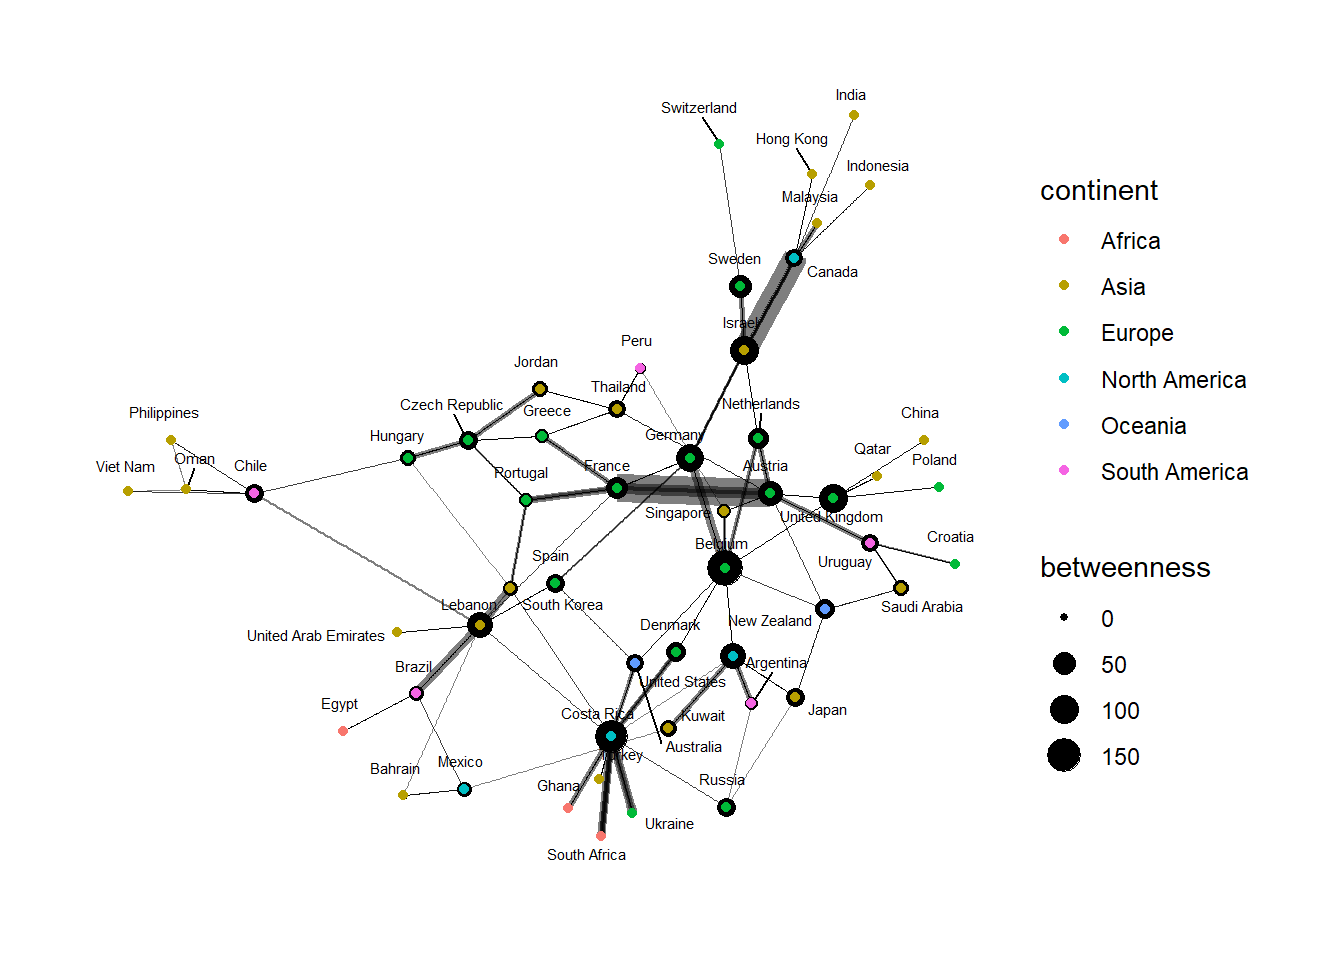 India
Switzerland
Hong Kong
Indonesia
Malaysia
Sweden
Canada
Israel
Peru
Jordan
Thailand
Czech Republic
Greece
Netherlands
Philippines
China
Hungary
Germany
Qatar
Viet Nam
Oman
Chile
Portugal
France
Austria
Poland
Singapore
United Kingdom
Belgium
Croatia
Spain
Uruguay
Lebanon
South Korea
Saudi Arabia
New Zealand
Denmark
United Arab Emirates
Brazil
Argentina
United States
Egypt
Costa Rica
Kuwait
Japan
Australia
Turkey
Bahrain
Mexico
Russia
Ghana
Ukraine
South Africa
continent
Africa
Asia
Europe
North America
Oceania
South America
betweenness
0
50
100
150